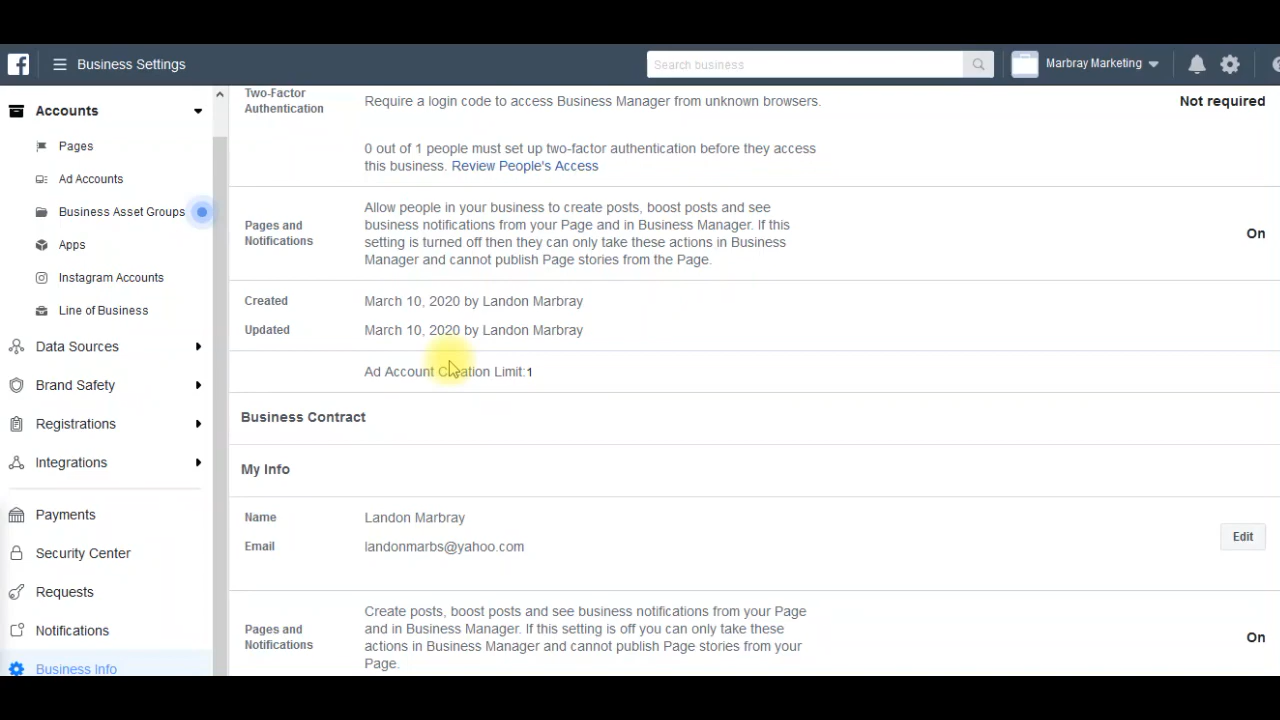 Business Settings
Search business
Marbray Marketing
Accounts
Pages
Ad Accounts
Business Asset Groups
Apps
Instagram Accounts
Line of Business
Data Sources
Brand Safety
Registrations
Integrations
Payments
Security Center
Requests
Notifications
Business Info
Two-Factor
Authentication
Require a login code to access Business Manager from unknown browsers.
Not required
0 out of 1 people must set up two-factor authentication before they access
this business. Review People's Access
Pages and
Notifications
Allow people in your business to create posts, boost posts and see
business notifications from your Page and in Business Manager. If this
setting is turned off then they can only take these actions in Business
Manager and cannot publish Page stories from the Page.
On
Created
March 10, 2020 by Landon Marbray
Updated
March 10, 2020 by Landon Marbray
Ad Account Creation Limit:1
Business Contract
My Info
Name
Landon Marbray
Email
landonmarbs@yahoo.com
Edit
Pages and
Notifications
Create posts, boost posts and see business notifications from your Page
and in Business Manager. If this setting is off you can only take these
actions in Business Manager and cannot publish Page stories from your
Page.
On